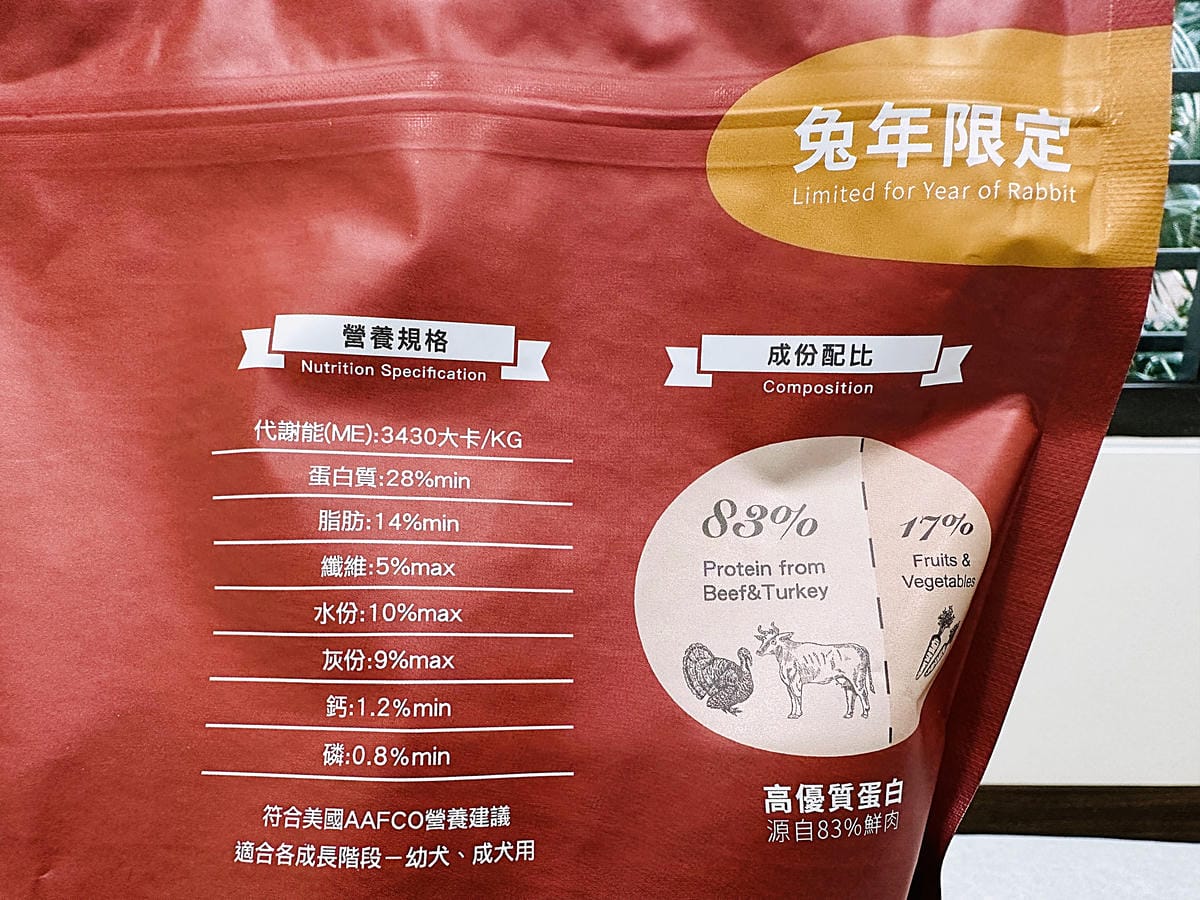 兔年限定
Limited for Year of Rabbit
營養規格
Nutrition Specification
代謝能(ME):3430大卡/KG
蛋白質:28%min
脂肪:14%min
纖維:5%max
水份:10%max
灰份:9%max
鈣:1.2%min
磷:0.8%min
符合美國AAFCO營養建議
適合各成長階段－幼犬、成犬用
成份配比
Composition
83%
Protein from
Beef&Turkey
17%
Fruits &
Vegetables
高優質蛋白
源自83%鮮肉